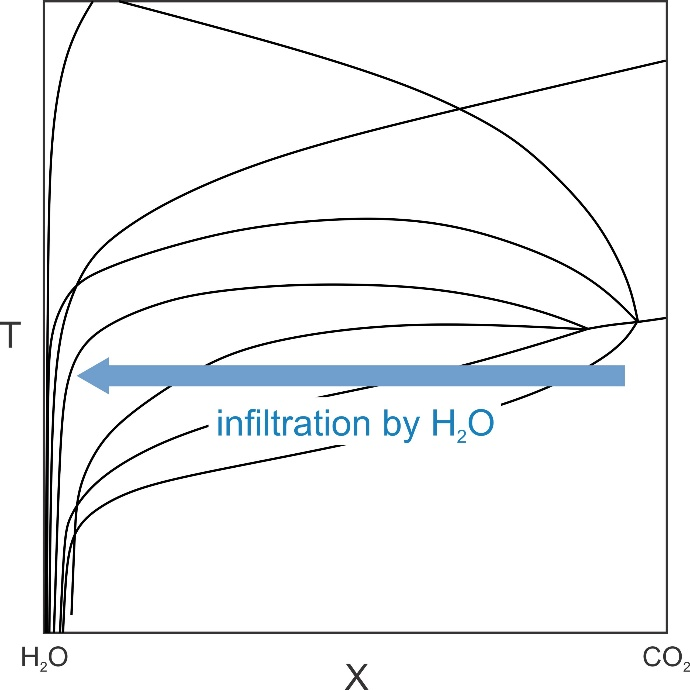 T
infiltration by H₂O
H₂O
CO₂
X